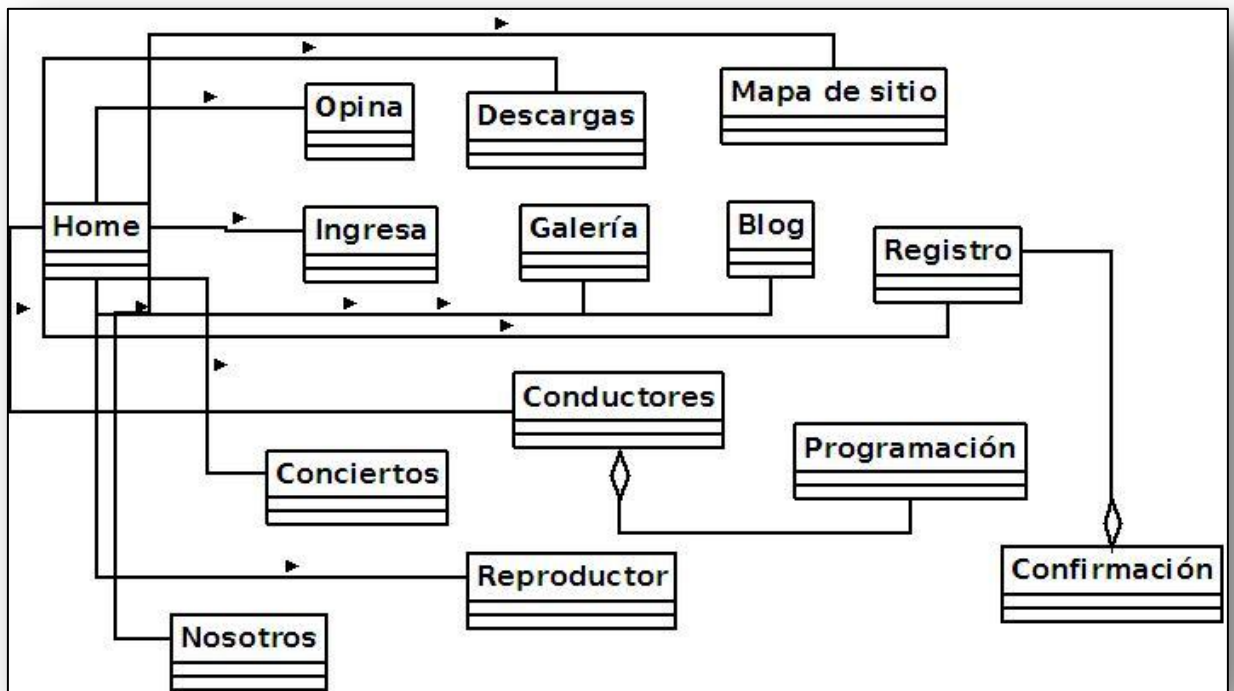 Mapa de sitio
Opina
Descargas
Home
Ingresa
Galería
Blog
Registro
Conductores
Programación
Conciertos
Reproductor
Confirmación
Nosotros